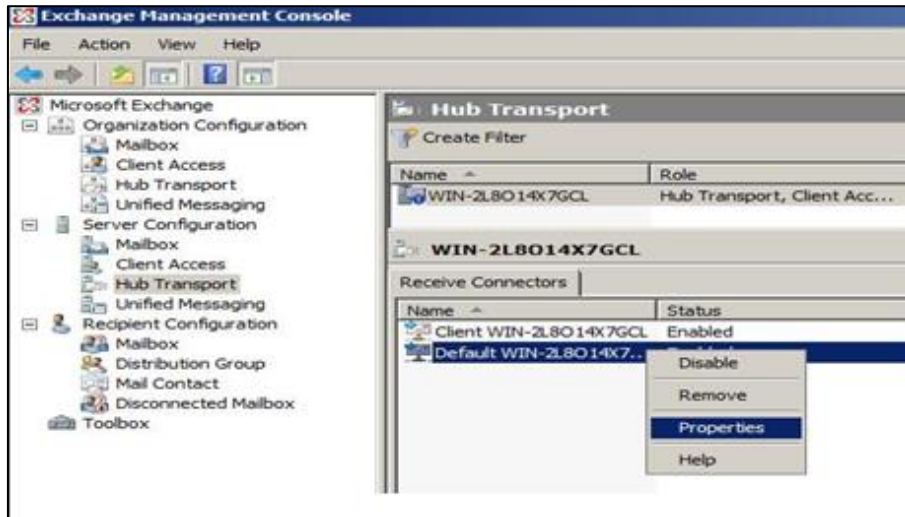 Exchange Management Console
File Action View Help
Microsoft Exchange
Organization Configuration
Mailbox
Client Access
Hub Transport
Unified Messaging
Server Configuration
Mailbox
Client Access
Hub Transport
Unified Messaging
Recipient Configuration
Mailbox
Distribution Group
Mail Contact
Disconnected Mailbox
Toolbox
Hub Transport
Create Filter
Name Role
WIN-2L8O14X7GCL Hub Transport, Client Acc...
WIN-2L8O14X7GCL
Receive Connectors
Name Status
Client WIN-2L8O14X7GCL Enabled
Default WIN-2L8O14X7...
Disable
Remove
Properties
Help